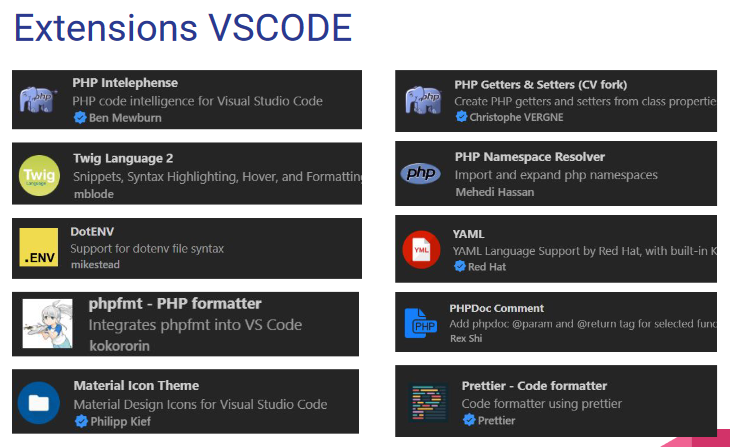 Extensions VSCODE
PHP Intelephense
PHP code intelligence for Visual Studio Code
Ben Mewburn
Twig
Language
Twig Language 2
Snippets, Syntax Highlighting, Hover, and Formatting
mblode
.ENV
DotENV
Support for dotenv file syntax
mikestead
phpfmt - PHP formatter
Integrates phpfmt into VS Code
kokororin
Material Icon Theme
Material Design Icons for Visual Studio Code
Philipp Kief
php
PHP Getters & Setters (CV fork)
Create PHP getters and setters from class propertie
Christophe VERGNE
php
PHP Namespace Resolver
Import and expand php namespaces
Mehedi Hassan
YML
YAML
YAML Language Support by Red Hat, with built-in K
Red Hat
PHP
PHPDoc Comment
Add phpdoc @param and @return tag for selected func
Rex Shi
Prettier - Code formatter
Code formatter using prettier
Prettier